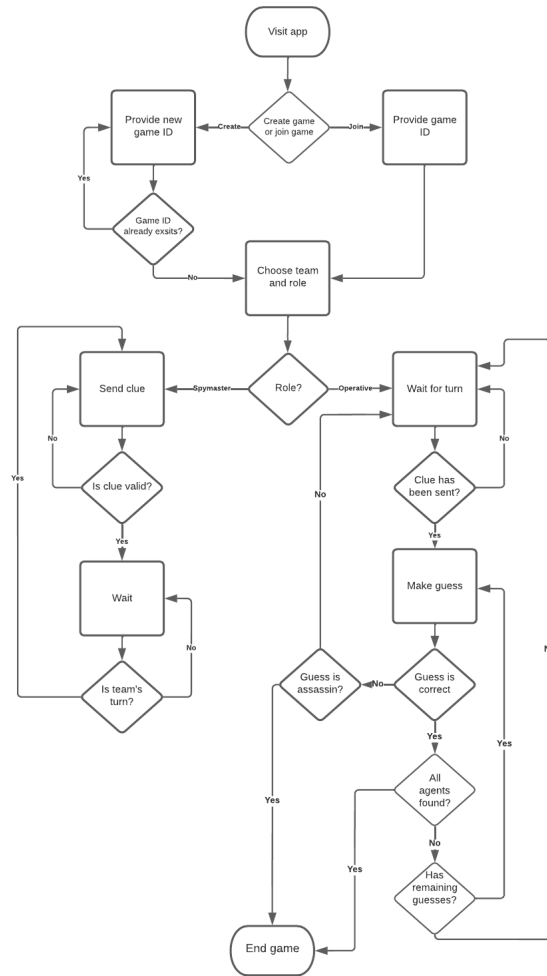 Visit app
Create game
or join game
Create
Join
Provide new
game ID
Provide game
ID
Yes
Game ID
already exsits?
No
Choose team
and role
Role?
Spymaster
Operative
Send clue
Wait for turn
No
No
Is clue valid?
Clue has
been sent?
Yes
No
Yes
Yes
Wait
Make guess
No
Is team's
turn?
Guess is
assassin?
No
Guess is
correct
N
Yes
Yes
All
agents
found?
Yes
No
Yes
Has
remaining
guesses?
End game